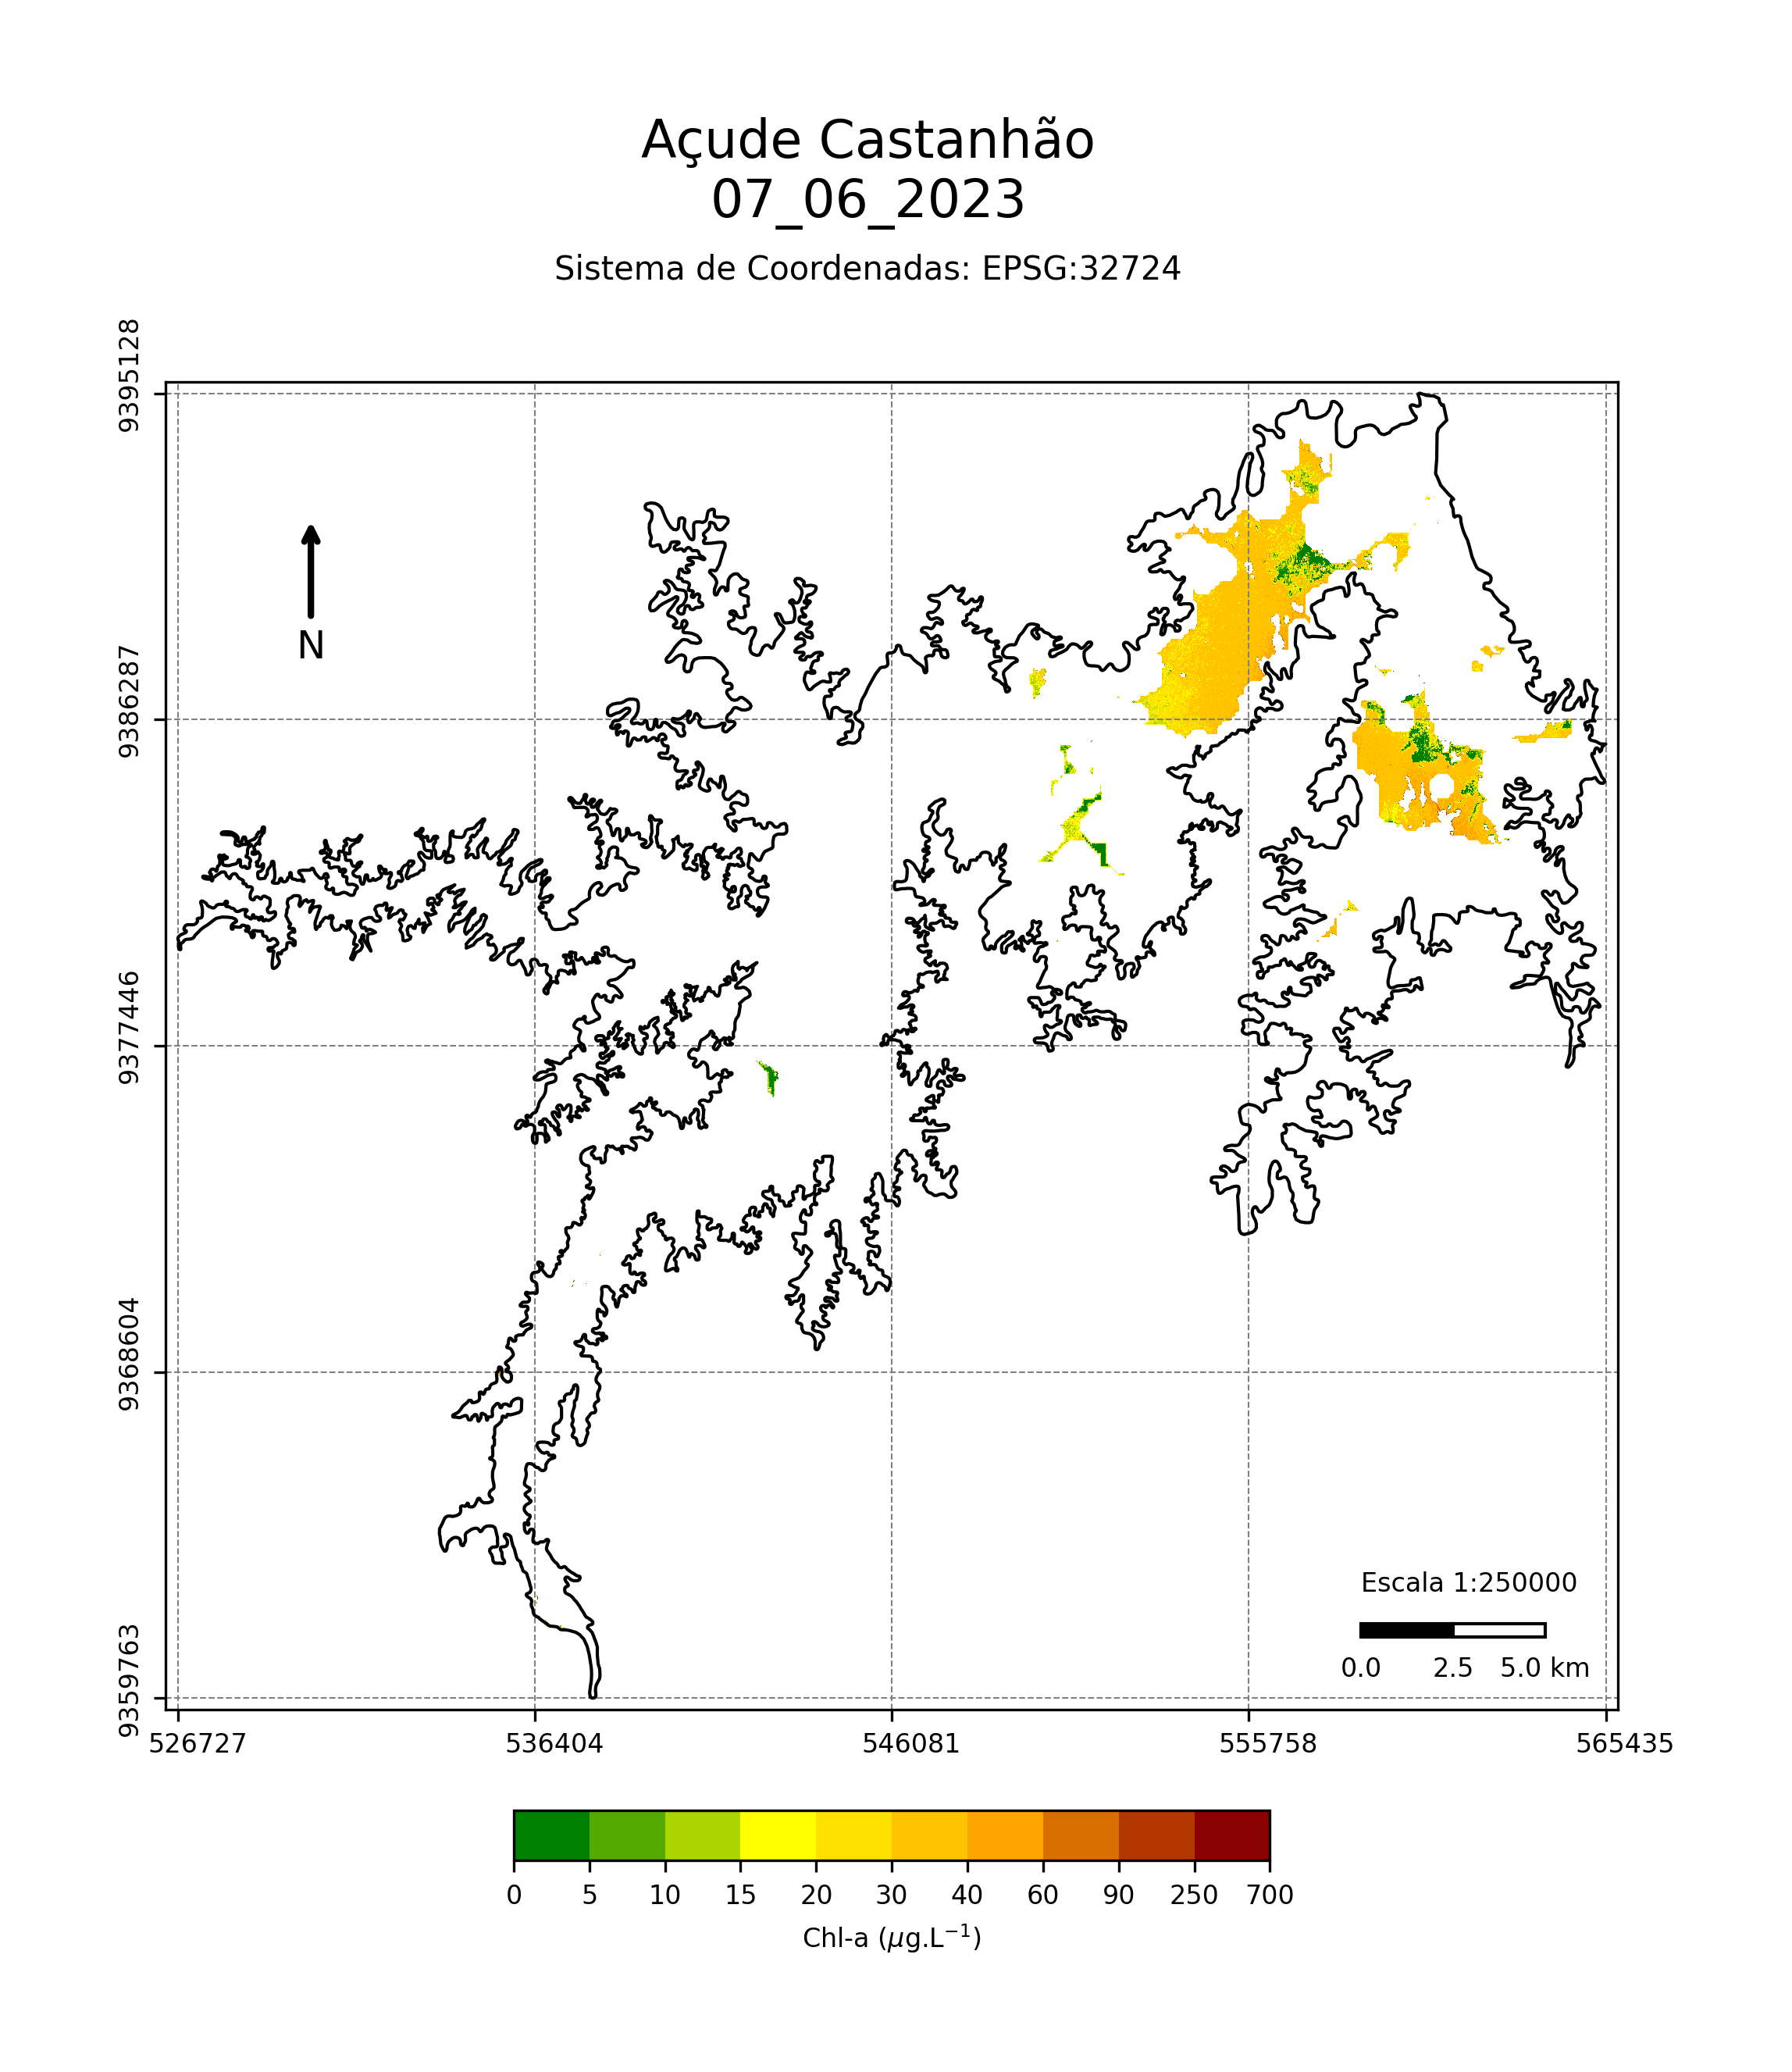 Açude Castanhão
07_06_2023
Sistema de Coordenadas: EPSG:32724
9395128
9386287
9377446
9368604
9359763
N
Escala 1:250000
0.0 2.5 5.0 km
526727 536404 546081 555758 565435
0 5 10 15 20 30 40 60 90 250 700
Chl-a (μg.L⁻¹)